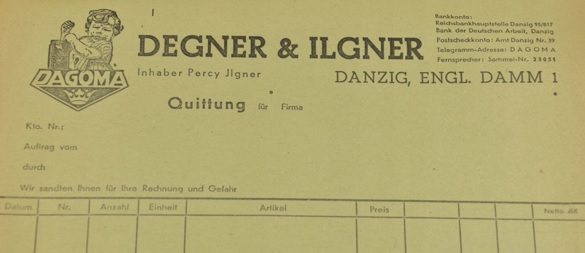 Bankkonto:
Reichsbankhauptstelle Danzig 95/817
Bank der Deutschen Arbeit, Danzig
Postscheckkonto: Amt Danzig Nr. 39
Telegramm-Adresse: DAGOMA
Fernsprecher: Sammel-Nr. 23651
DEGNER & ILGNER
DAGOMA
Inhaber Percy Jlgner
DANZIG, ENGL. DAMM 1
Quittung für Firma
Kto. Nr.:
Auftrag vom
durch
Wir sandten Ihnen für Ihre Rechnung und Gefahr
Datum Nr. Anzahl Einheit Artikel Preis Netto